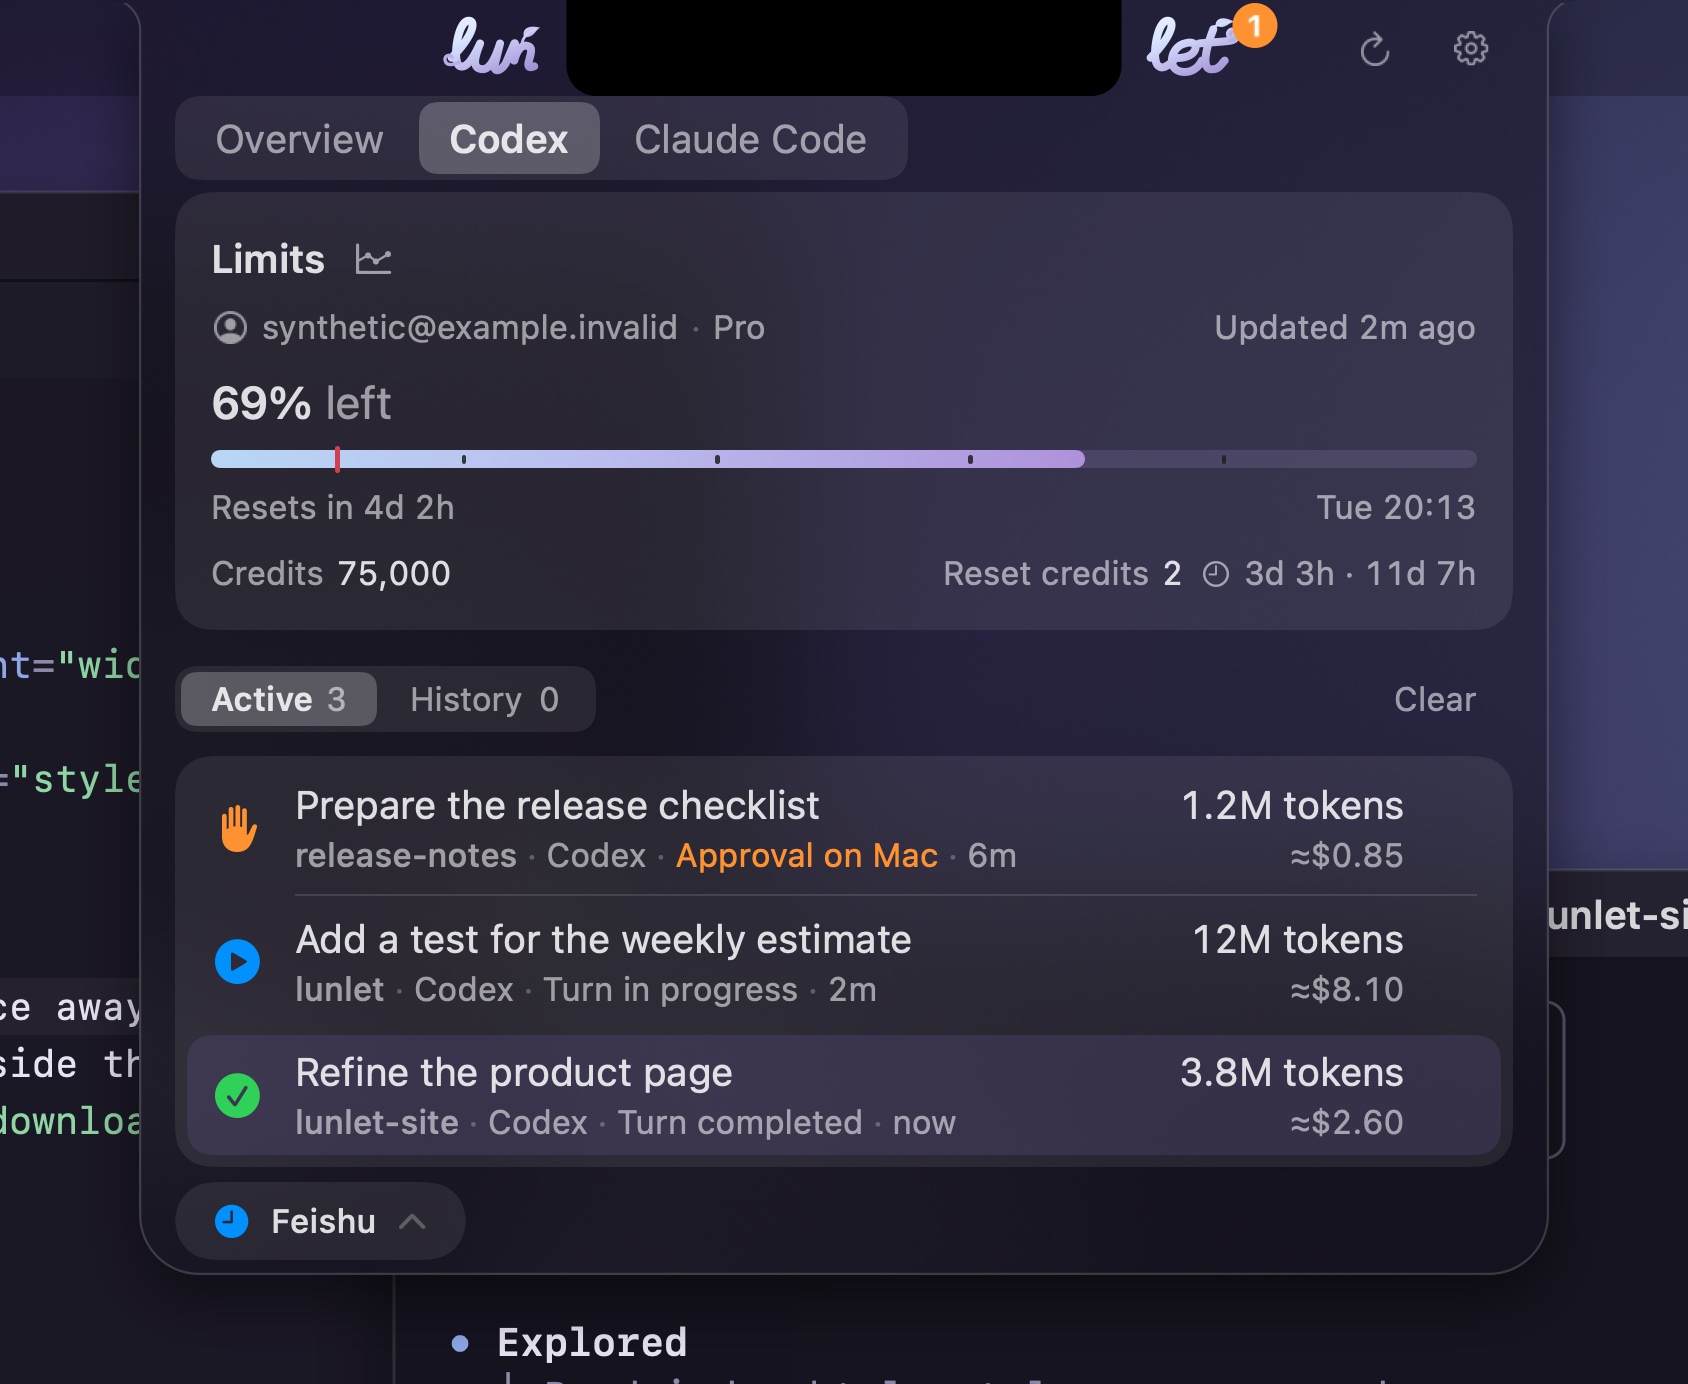 lun let 1
Overview Codex Claude Code
Limits
synthetic@example.invalid · Pro Updated 2m ago
69% left
Resets in 4d 2h Tue 20:13
Credits 75,000 Reset credits 2 3d 3h · 11d 7h
nt="wid
Active 3 History 0 Clear
="style
Prepare the release checklist 1.2M tokens
release-notes · Codex · Approval on Mac · 6m ≈$0.85
unlet-si
Add a test for the weekly estimate 12M tokens
lunlet · Codex · Turn in progress · 2m ≈$8.10
ce away
side th
Refine the product page 3.8M tokens
lunlet-site · Codex · Turn completed · now ≈$2.60
downloa
Feishu
Explored